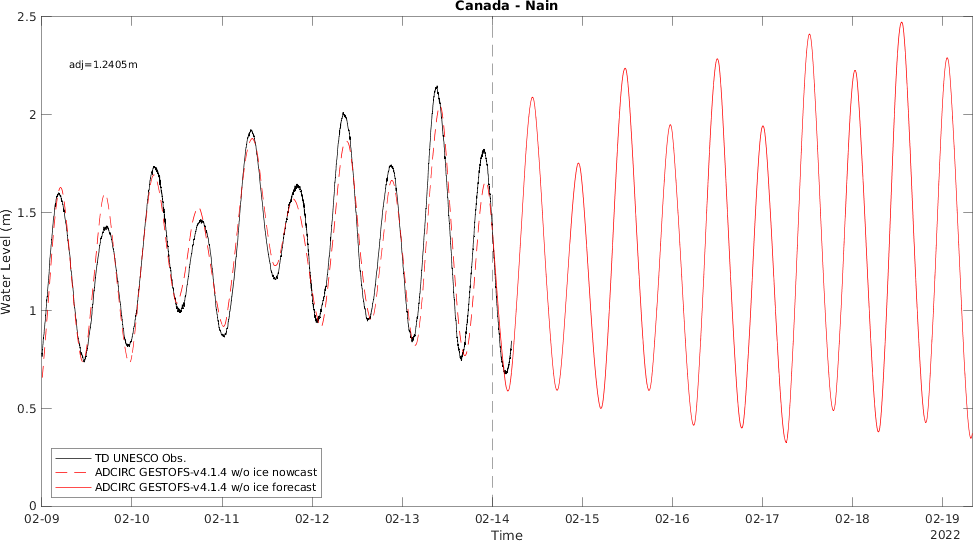 Canada - Nain
adj=1.2405m
2.5
2
1.5
1
0.5
0
Water Level (m)
TD UNESCO Obs.
ADCIRC GESTOFS-v4.1.4 w/o ice nowcast
ADCIRC GESTOFS-v4.1.4 w/o ice forecast
02-09 02-10 02-11 02-12 02-13 02-14 02-15 02-16 02-17 02-18 02-19
Time
2022